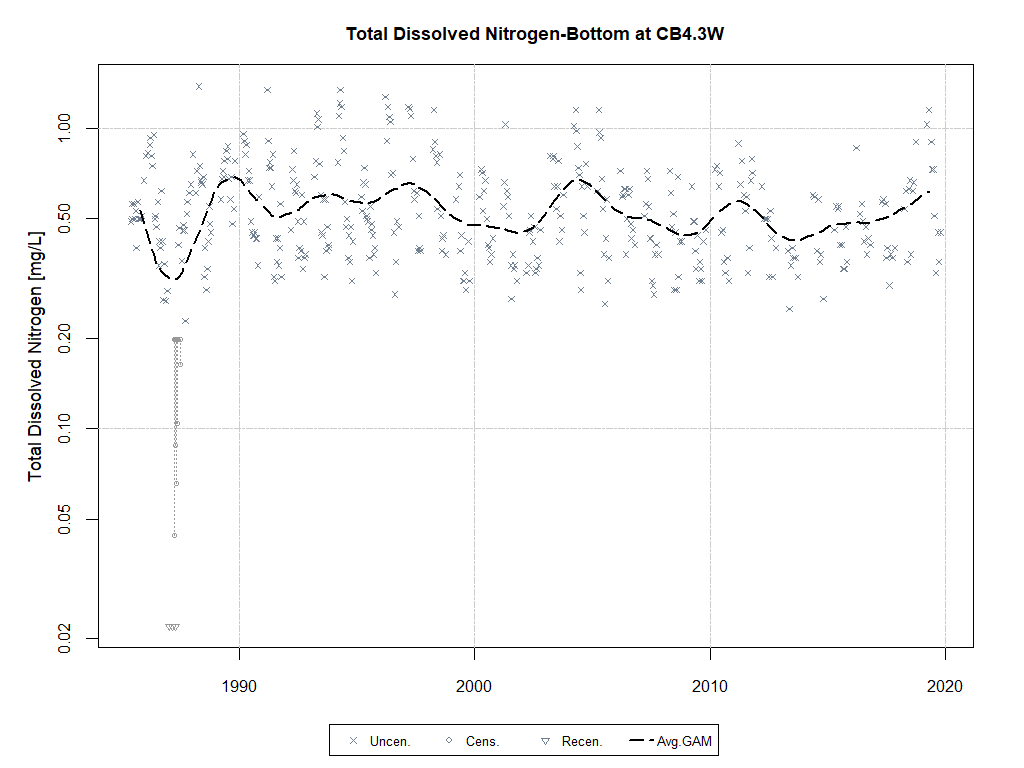 Total Dissolved Nitrogen-Bottom at CB4.3W
Total Dissolved Nitrogen [mg/L]
1.00
0.50
0.20
0.10
0.05
0.02
1990
2000
2010
2020
Uncen.
Cens.
Recen.
Avg.GAM